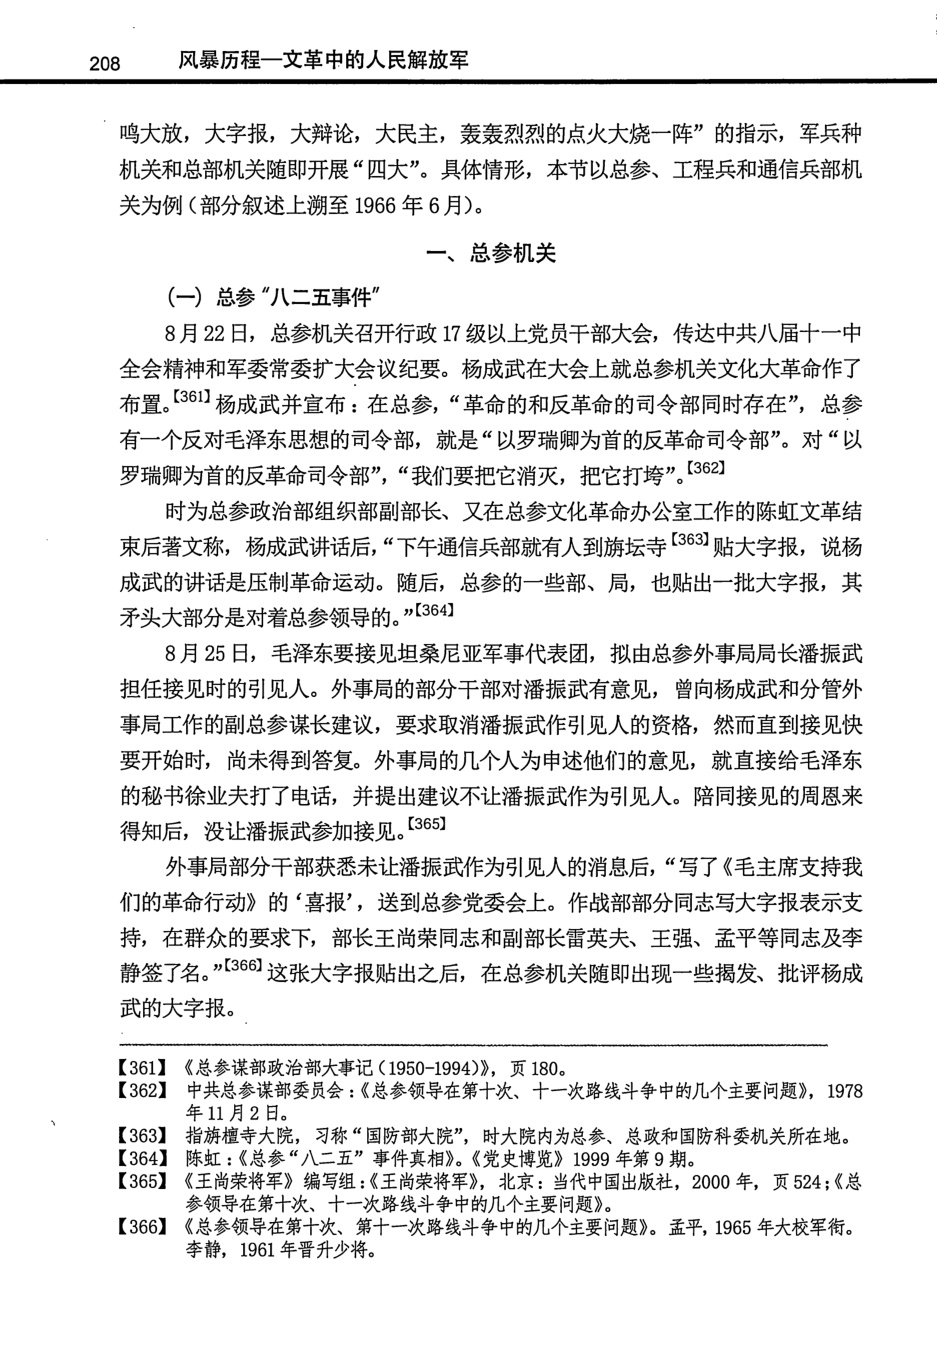 208 风暴历程—文革中的人民解放军
鸣大放，大字报，大辩论，大民主，轰轰烈烈的点火大烧一阵”的指示，军兵种
机关和总部机关随即开展“四大”。具体情形，本节以总参、工程兵和通信兵部机
关为例（部分叙述上溯至1966年6月）。
一、总参机关
（一）总参“八二五事件”
8月22日，总参机关召开行政17级以上党员干部大会，传达中共八届十一中
全会精神和军委常委扩大会议纪要。杨成武在大会上就总参机关文化大革命作了
布置。【361】杨成武并宣布：在总参，“革命的和反革命的司令部同时存在”，总参
有一个反对毛泽东思想的司令部，就是“以罗瑞卿为首的反革命司令部”。对“以
罗瑞卿为首的反革命司令部”，“我们要把它消灭，把它打垮”。【362】
时为总参政治部组织部副部长、又在总参文化革命办公室工作的陈虹文革结
束后著文称，杨成武讲话后，“下午通信兵部就有人到旃坛寺【363】贴大字报，说杨
成武的讲话是压制革命运动。随后，总参的一些部、局，也贴出一批大字报，其
矛头大部分是对着总参领导的。”【364】
8月25日，毛泽东要接见坦桑尼亚军事代表团，拟由总参外事局局长潘振武
担任接见时的引见人。外事局的部分干部对潘振武有意见，曾向杨成武和分管外
事局工作的副总参谋长建议，要求取消潘振武作引见人的资格，然而直到接见快
要开始时，尚未得到答复。外事局的几个人为申述他们的意见，就直接给毛泽东
的秘书徐业夫打了电话，并提出建议不让潘振武作为引见人。陪同接见的周恩来
得知后，没让潘振武参加接见。【365】
外事局部分干部获悉未让潘振武作为引见人的消息后，“写了《毛主席支持我
们的革命行动》的‘喜报’，送到总参党委会上。作战部部分同志写大字报表示支
持，在群众的要求下，部长王尚荣同志和副部长雷英夫、王强、孟平等同志及李
静签了名。”【366】这张大字报贴出之后，在总参机关随即出现一些揭发、批评杨成
武的大字报。
【361】《总参谋部政治部大事记（1950-1994）》，页180。
【362】中共总参谋部委员会：《总参领导在第十次、十一次路线斗争中的几个主要问题》，1978
年11月2日。
【363】指旃檀寺大院，习称“国防部大院”，时大院内为总参、总政和国防科委机关所在地。
【364】陈虹：《总参“八二五”事件真相》。《党史博览》1999年第9期。
【365】《王尚荣将军》编写组：《王尚荣将军》，北京：当代中国出版社，2000年，页524；《总
参领导在第十次、十一次路线斗争中的几个主要问题》。
【366】《总参领导在第十次、第十一次路线斗争中的几个主要问题》。孟平，1965年大校军衔。
李静，1961年晋升少将。